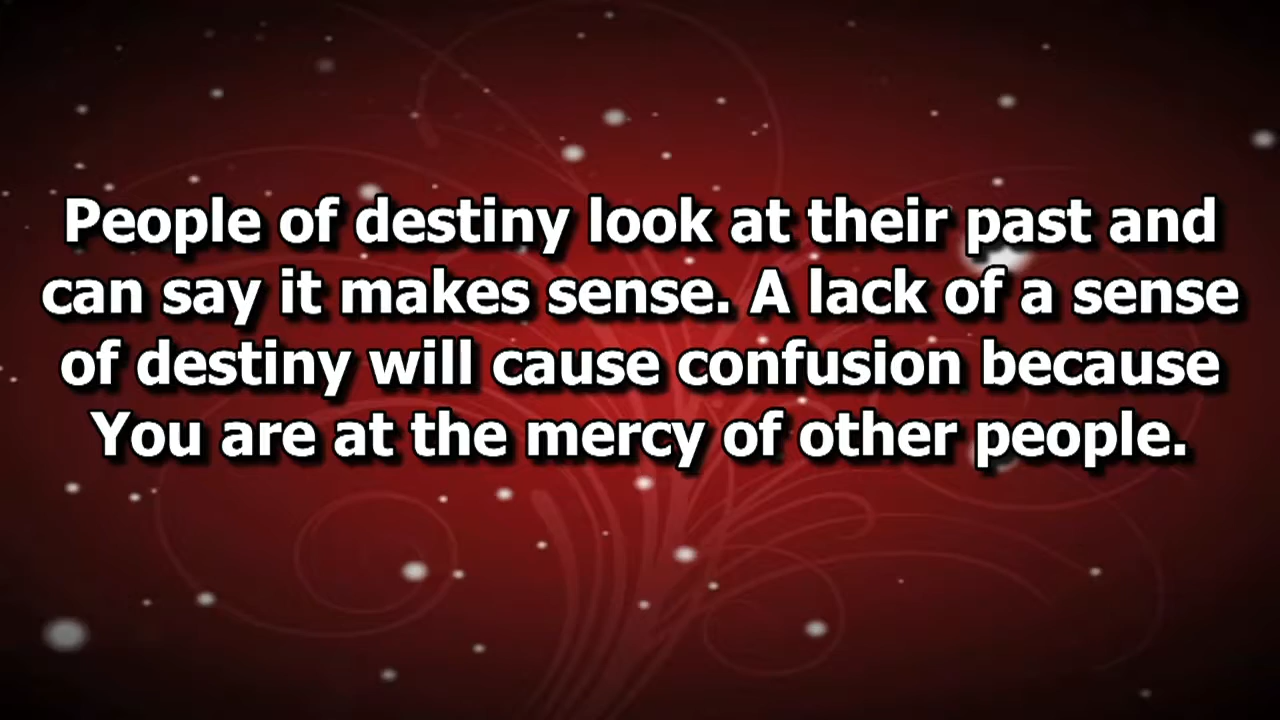 People of destiny look at their past and
can say it makes sense. A lack of a sense
of destiny will cause confusion because
You are at the mercy of other people.